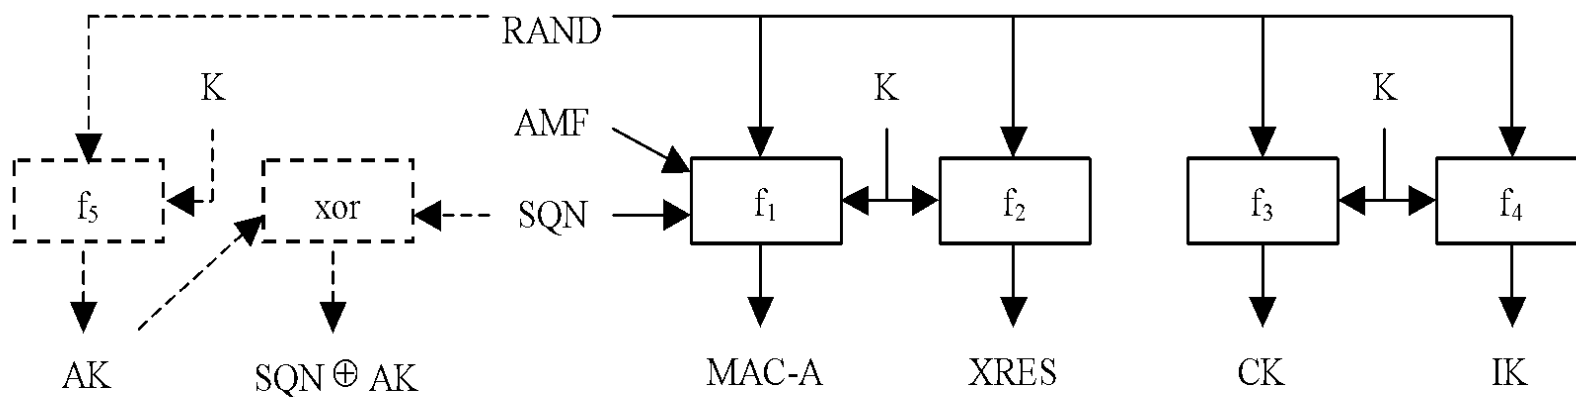 RAND
K
K
K
AMF
f5
xor
SQN
f1
f2
f3
f4
AK
SQN ⊕ AK
MAC-A
XRES
CK
IK